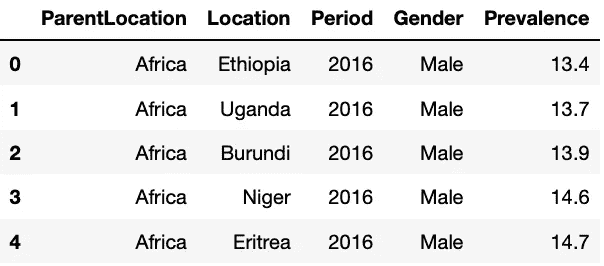 ParentLocation Location Period Gender Prevalence
0 Africa Ethiopia 2016 Male 13.4
1 Africa Uganda 2016 Male 13.7
2 Africa Burundi 2016 Male 13.9
3 Africa Niger 2016 Male 14.6
4 Africa Eritrea 2016 Male 14.7